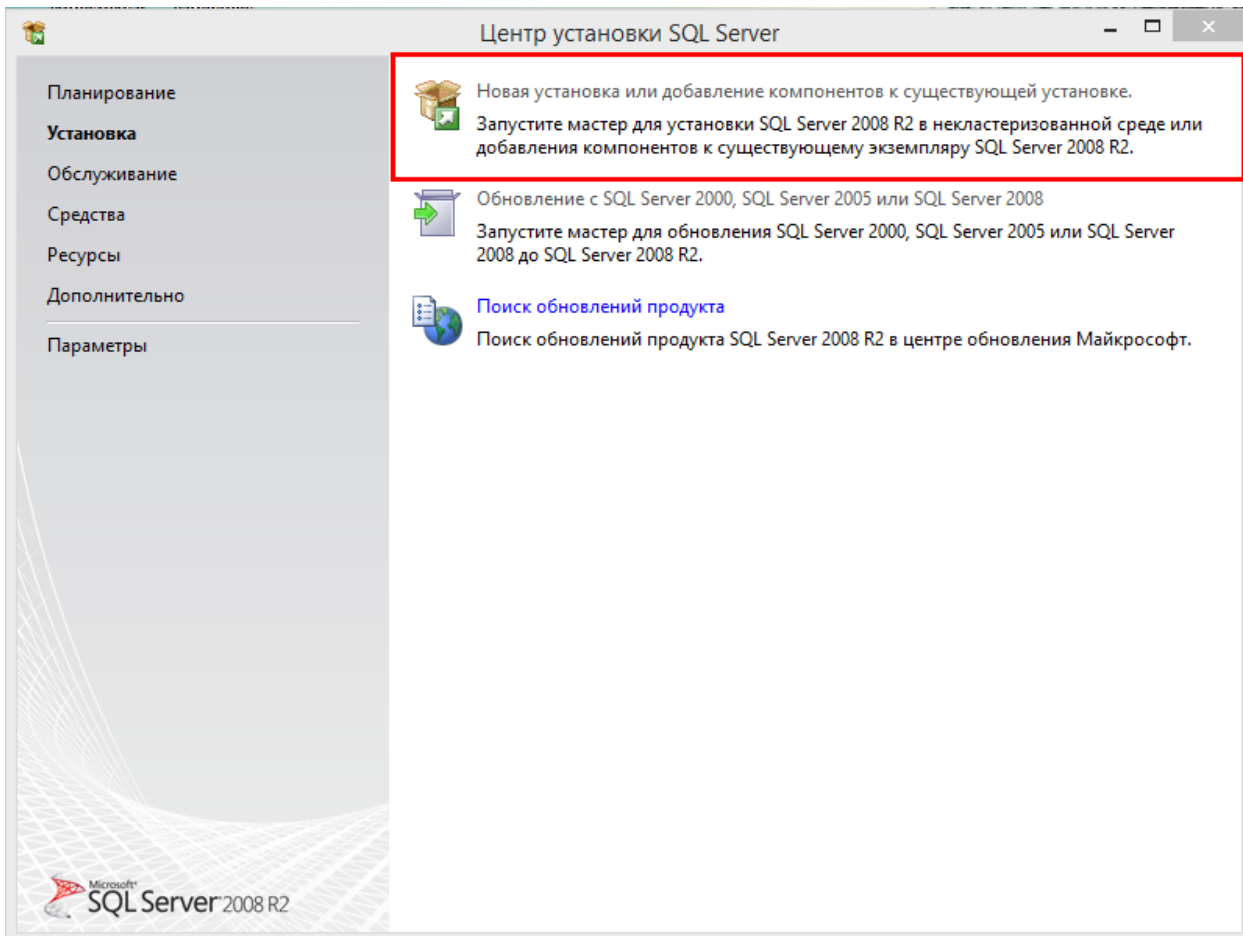 Центр установки SQL Server
Планирование
Установка
Обслуживание
Средства
Ресурсы
Дополнительно
Параметры
Новая установка или добавление компонентов к существующей установке.
Запустите мастер для установки SQL Server 2008 R2 в некластеризованной среде или
добавления компонентов к существующему экземпляру SQL Server 2008 R2.
Обновление с SQL Server 2000, SQL Server 2005 или SQL Server 2008
Запустите мастер для обновления SQL Server 2000, SQL Server 2005 или SQL Server
2008 до SQL Server 2008 R2.
Поиск обновлений продукта
Поиск обновлений продукта SQL Server 2008 R2 в центре обновления Майкрософт.
Microsoft®
SQL Server® 2008 R2